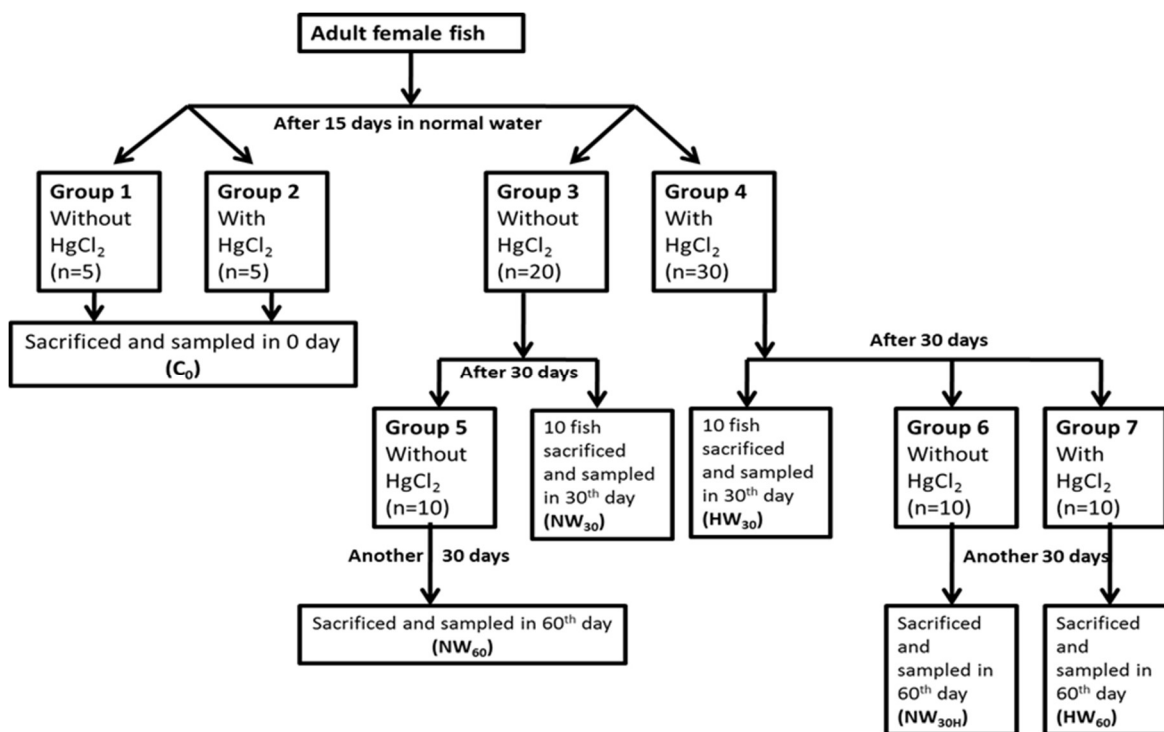 Adult female fish
After 15 days in normal water
Group 1
Without
HgCl₂
(n=5)
Group 2
With
HgCl₂
(n=5)
Group 3
Without
HgCl₂
(n=20)
Group 4
With
HgCl₂
(n=30)
Sacrificed and sampled in 0 day
(C₀)
After 30 days
After 30 days
Group 5
Without
HgCl₂
(n=10)
10 fish
sacrificed
and sampled
in 30ᵗʰ day
(NW₃₀)
10 fish
sacrificed
and sampled
in 30ᵗʰ day
(HW₃₀)
Group 6
Without
HgCl₂
(n=10)
Group 7
With
HgCl₂
(n=10)
Another 30 days
Another 30 days
Sacrificed and sampled in 60ᵗʰ day
(NW₆₀)
Sacrificed
and
sampled in
60ᵗʰ day
(NW₃₀H)
Sacrificed
and
sampled in
60ᵗʰ day
(HW₆₀)